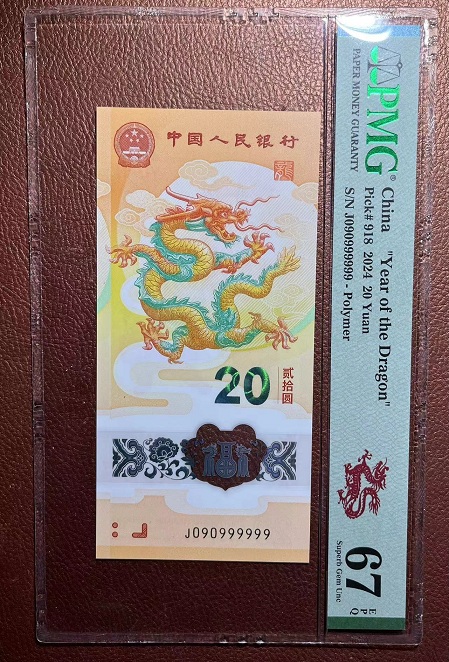 中国人民银行
20 贰拾圆
福
J090999999
PMG®
PAPER MONEY GUARANTY
China "Year of the Dragon"
Pick# 918 2024 20 Yuan
S/N J090999999 - Polymer
67 EPQ
Superb Gem Unc